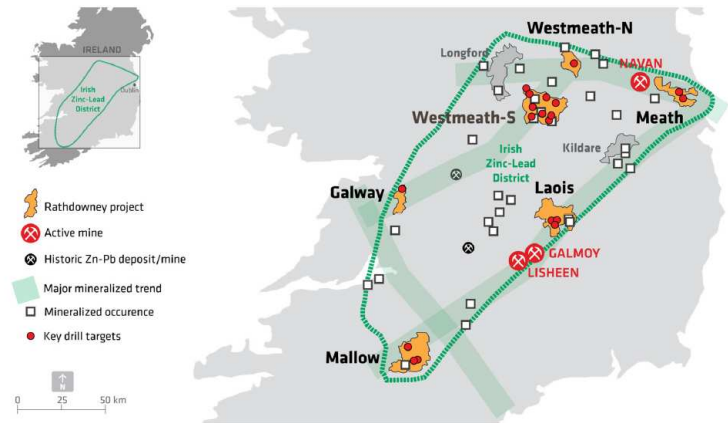 IRELAND
Irish
Zinc-Lead
District
Dublin
Rathdowney project
Active mine
Historic Zn-Pb deposit/mine
Major mineralized trend
Mineralized occurence
Key drill targets
N
0 25 50 km
Westmeath-N
Longford
NAVAN
Westmeath-S
Meath
Irish
Zinc-Lead
District
Kildare
Galway
Laois
GALMOY
LISHEEN
Mallow